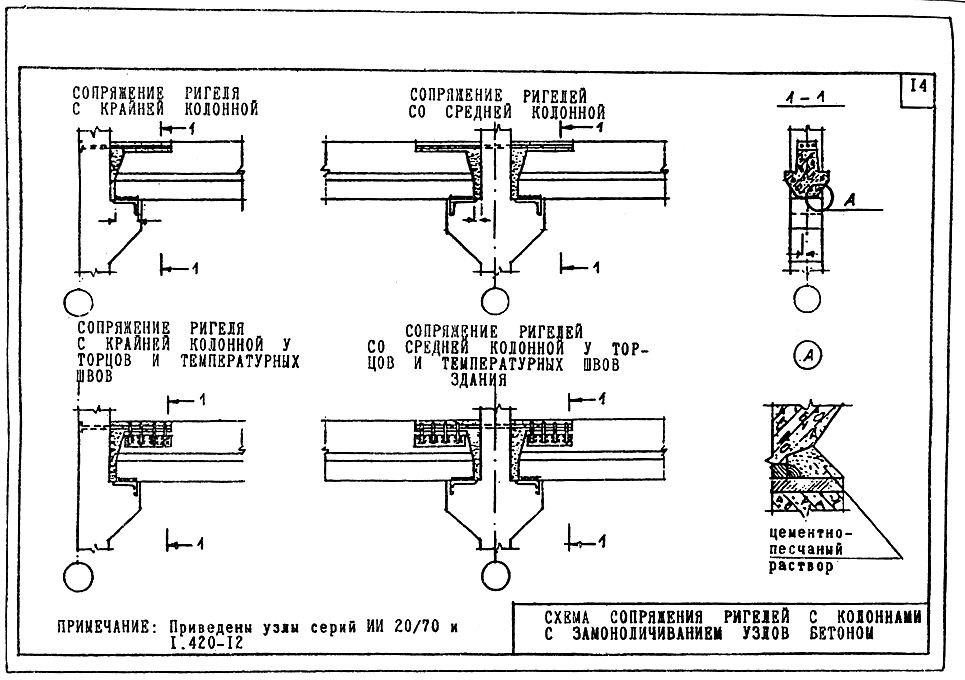 I4
СОПРЯЖЕНИЕ РИГЕЛЯ
С КРАЙНЕЙ КОЛОННОЙ
1
1
СОПРЯЖЕНИЕ РИГЕЛЕЙ
СО СРЕДНЕЙ КОЛОННОЙ
1
1
1-1
А
СОПРЯЖЕНИЕ РИГЕЛЯ
С КРАЙНЕЙ КОЛОННОЙ У
ТОРЦОВ И ТЕМПЕРАТУРНЫХ
ШВОВ
1
1
СОПРЯЖЕНИЕ РИГЕЛЕЙ
СО СРЕДНЕЙ КОЛОННОЙ У ТОР-
ЦОВ И ТЕМПЕРАТУРНЫХ ШВОВ
ЗДАНИЯ
1
1
А
цементно-
песчаный
раствор
ПРИМЕЧАНИЕ: Приведены узлы серий ИИ 20/70 и
I.420-I2
СХЕМА СОПРЯЖЕНИЯ РИГЕЛЕЙ С КОЛОННАМИ
С ЗАМОНОЛИЧИВАНИЕМ УЗЛОВ БЕТОНОМ